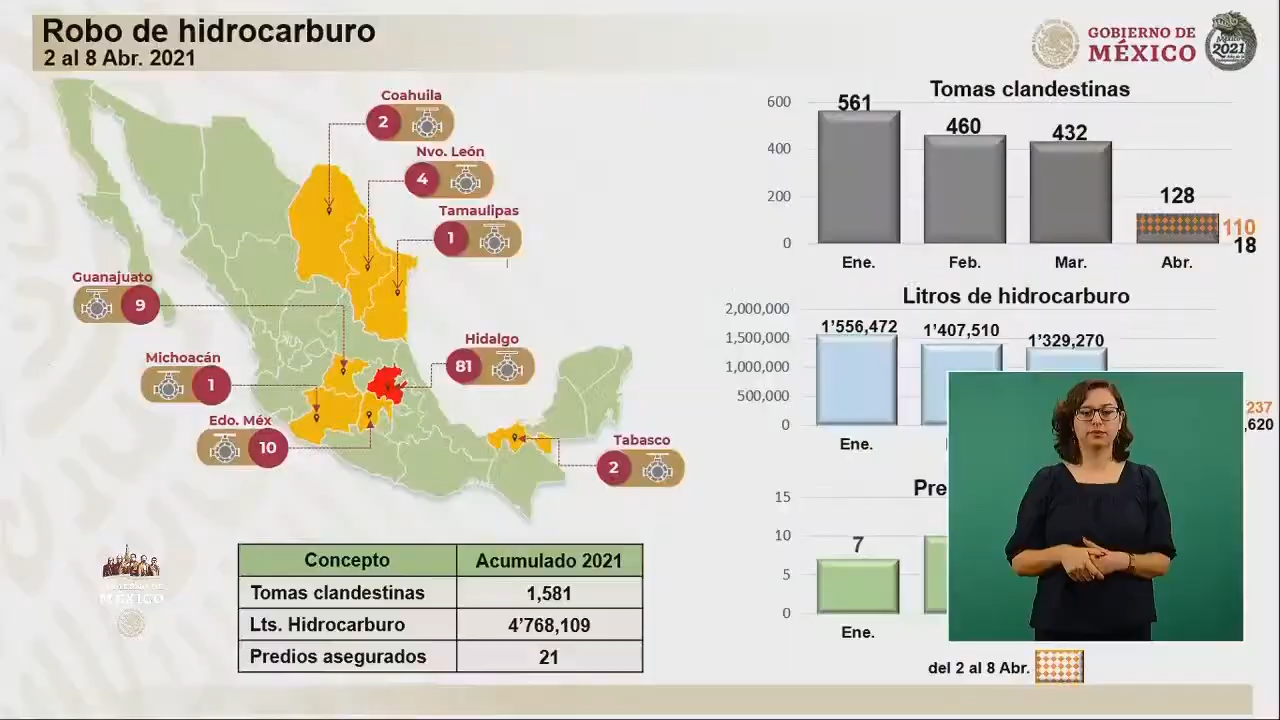 Robo de hidrocarburo
2 al 8 Abr. 2021
GOBIERNO DE
MÉXICO
2021
Coahuila
2
Nvo. León
4
Tamaulipas
1
Guanajuato
9
Hidalgo
81
Michoacán
1
Edo. Méx
10
Tabasco
2
Concepto Acumulado 2021
Tomas clandestinas 1,581
Lts. Hidrocarburo 4’768,109
Predios asegurados 21
MÉXICO
Tomas clandestinas
600
400
200
0
561
460
432
128
110
18
Ene. Feb. Mar. Abr.
Litros de hidrocarburo
2,000,000
1,500,000
1,000,000
500,000
0
1’556,472
1’407,510
1’329,270
237
,620
Ene.
Pre
15
10
5
0
7
Ene.
del 2 al 8 Abr.